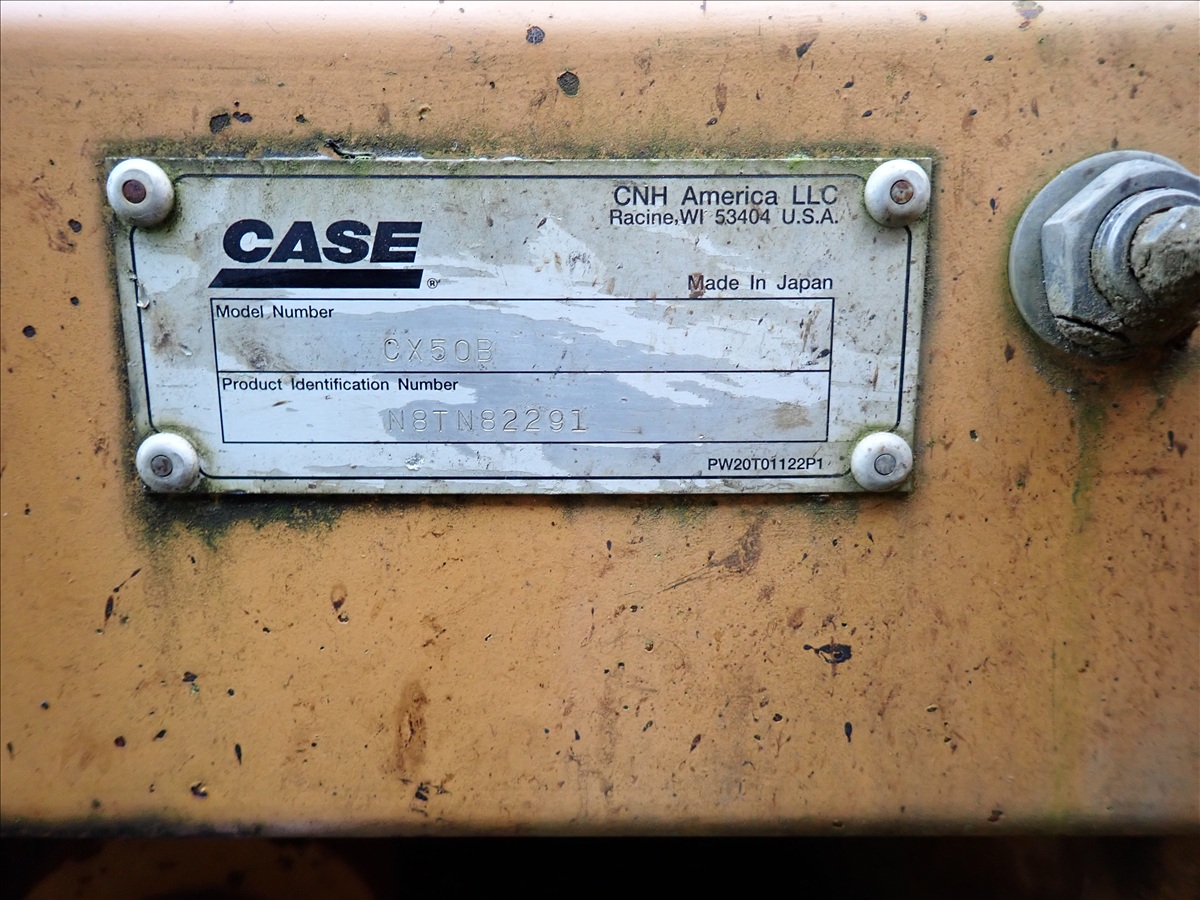 CNH America LLC
Racine, WI 53404 U.S.A.
CASE®
Made In Japan
Model Number
CX50B
Product Identification Number
N8TN82291
PW20T01122P1